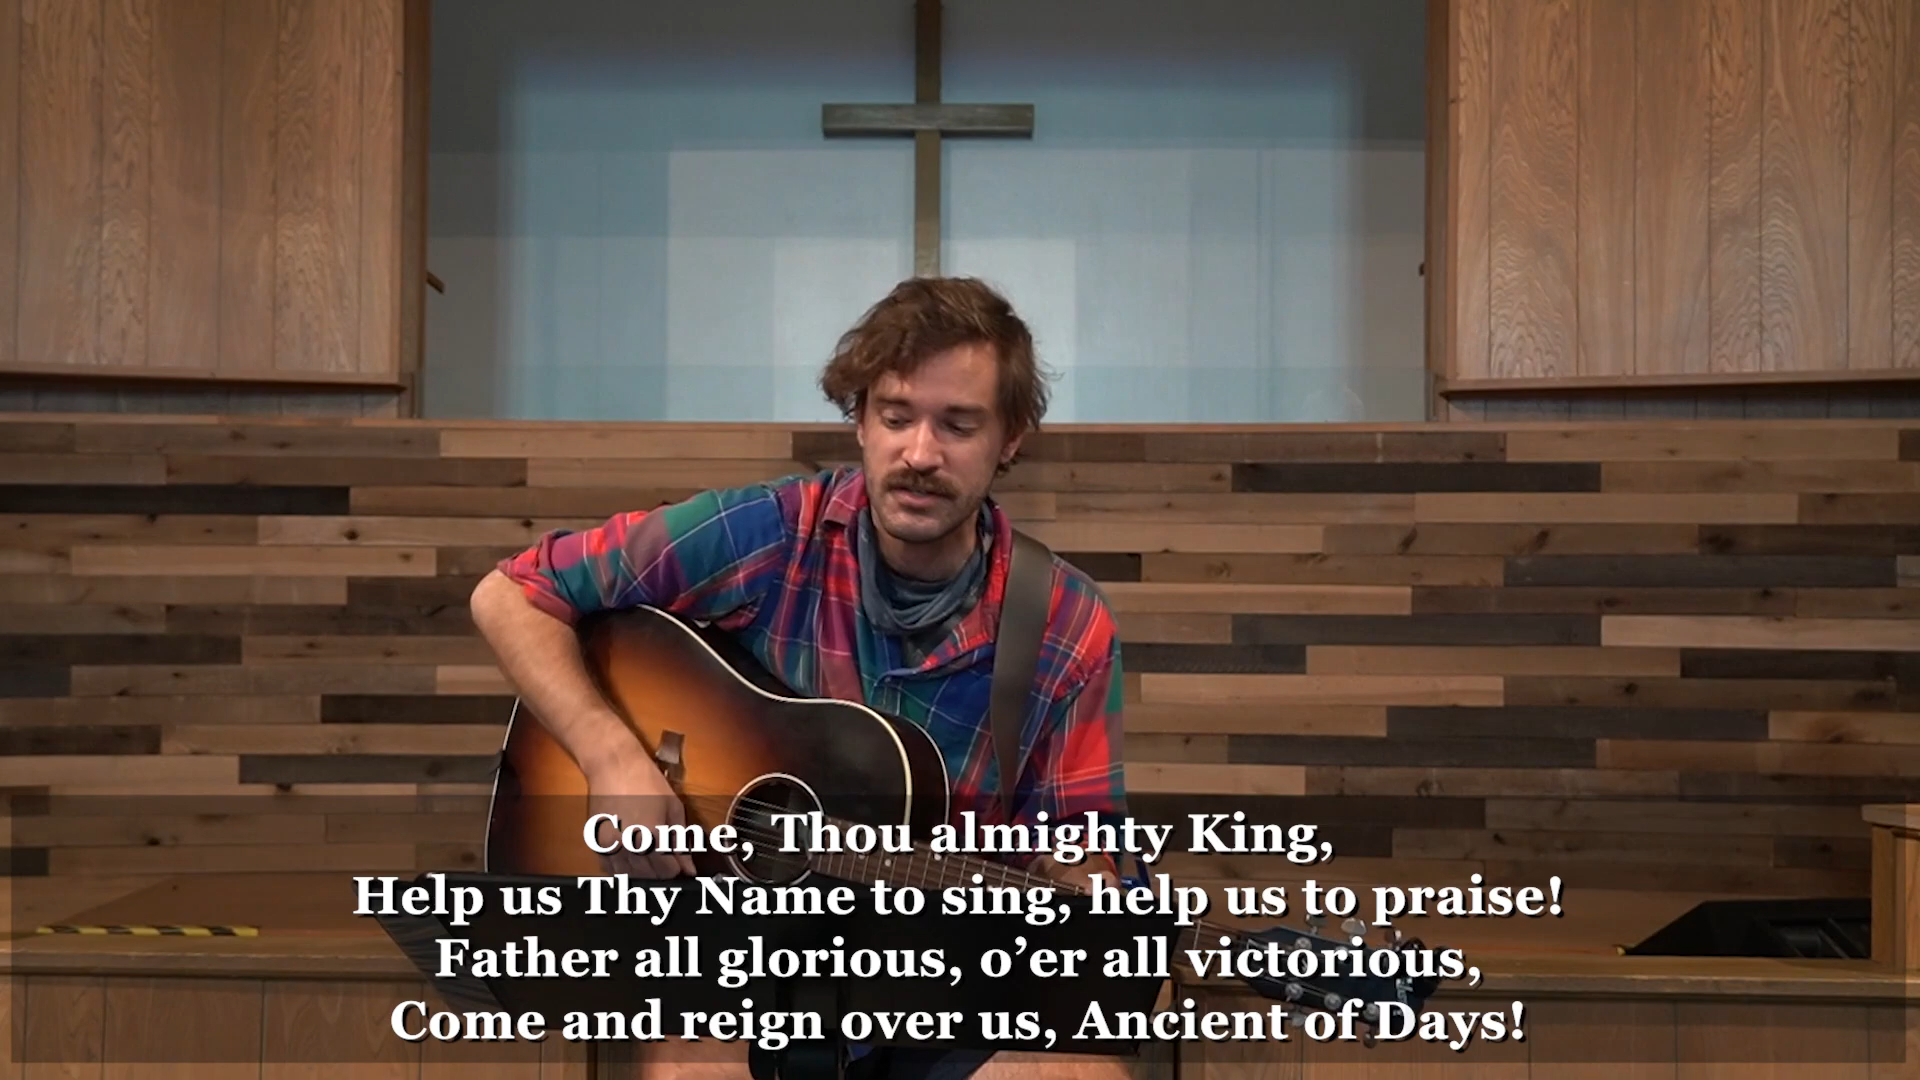 Come, Thou almighty King,
Help us Thy Name to sing, help us to praise!
Father all glorious, o’er all victorious,
Come and reign over us, Ancient of Days!